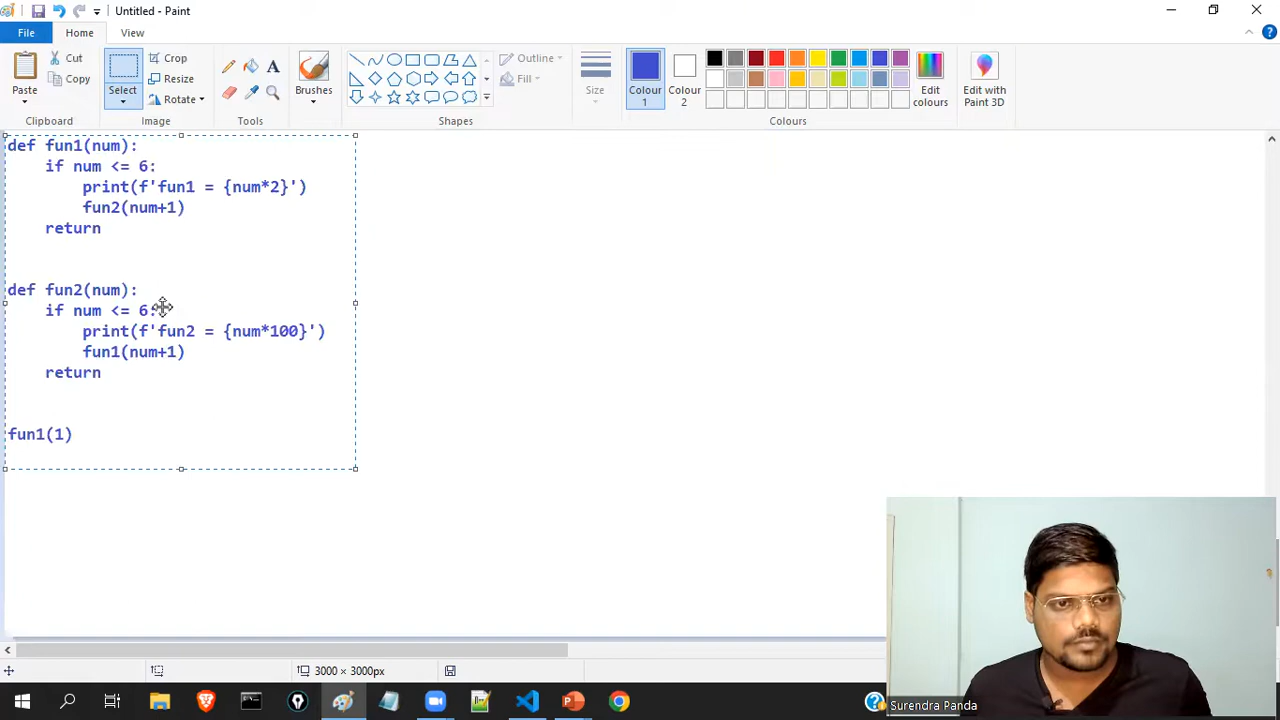 Untitled - Paint
File
Home
View
Paste
Cut
Copy
Clipboard
Select
Crop
Resize
Rotate
Image
A
Tools
Brushes
Outline
Fill
Shapes
Size
Colour 1
Colour 2
Edit colours
Colours
Edit with Paint 3D
def fun1(num):
    if num <= 6:
        print(f'fun1 = {num*2}')
        fun2(num+1)
    return
def fun2(num):
    if num <= 6:
        print(f'fun2 = {num*100}')
        fun1(num+1)
    return
fun1(1)
3000 × 3000px
Surendra Panda